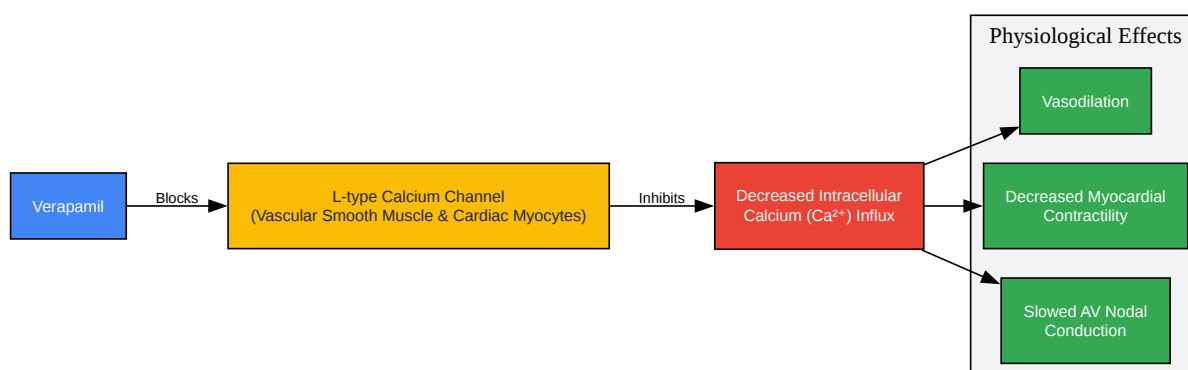 Physiological Effects
Vasodilation
Verapamil
Blocks
L-type Calcium Channel
(Vascular Smooth Muscle & Cardiac Myocytes)
Inhibits
Decreased Intracellular
Calcium (Ca²⁺) Influx
Decreased Myocardial
Contractility
Slowed AV Nodal
Conduction